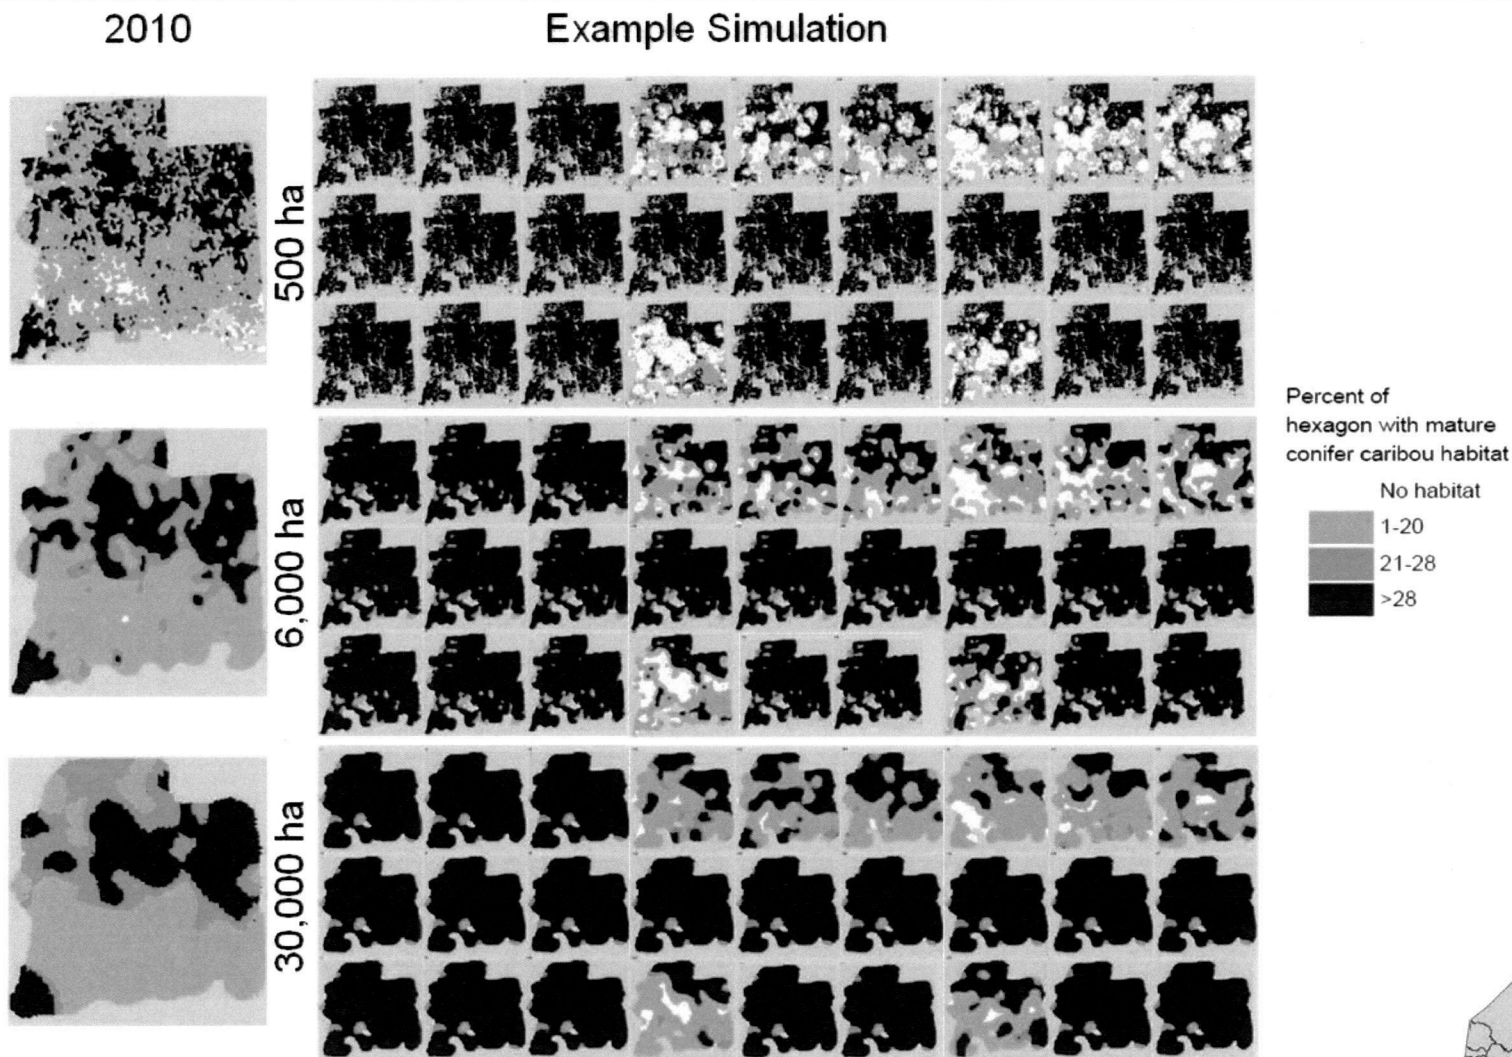 2010
Example Simulation
500 ha
6,000 ha
30,000 ha
Percent of
hexagon with mature
conifer caribou habitat
No habitat
1-20
21-28
>28